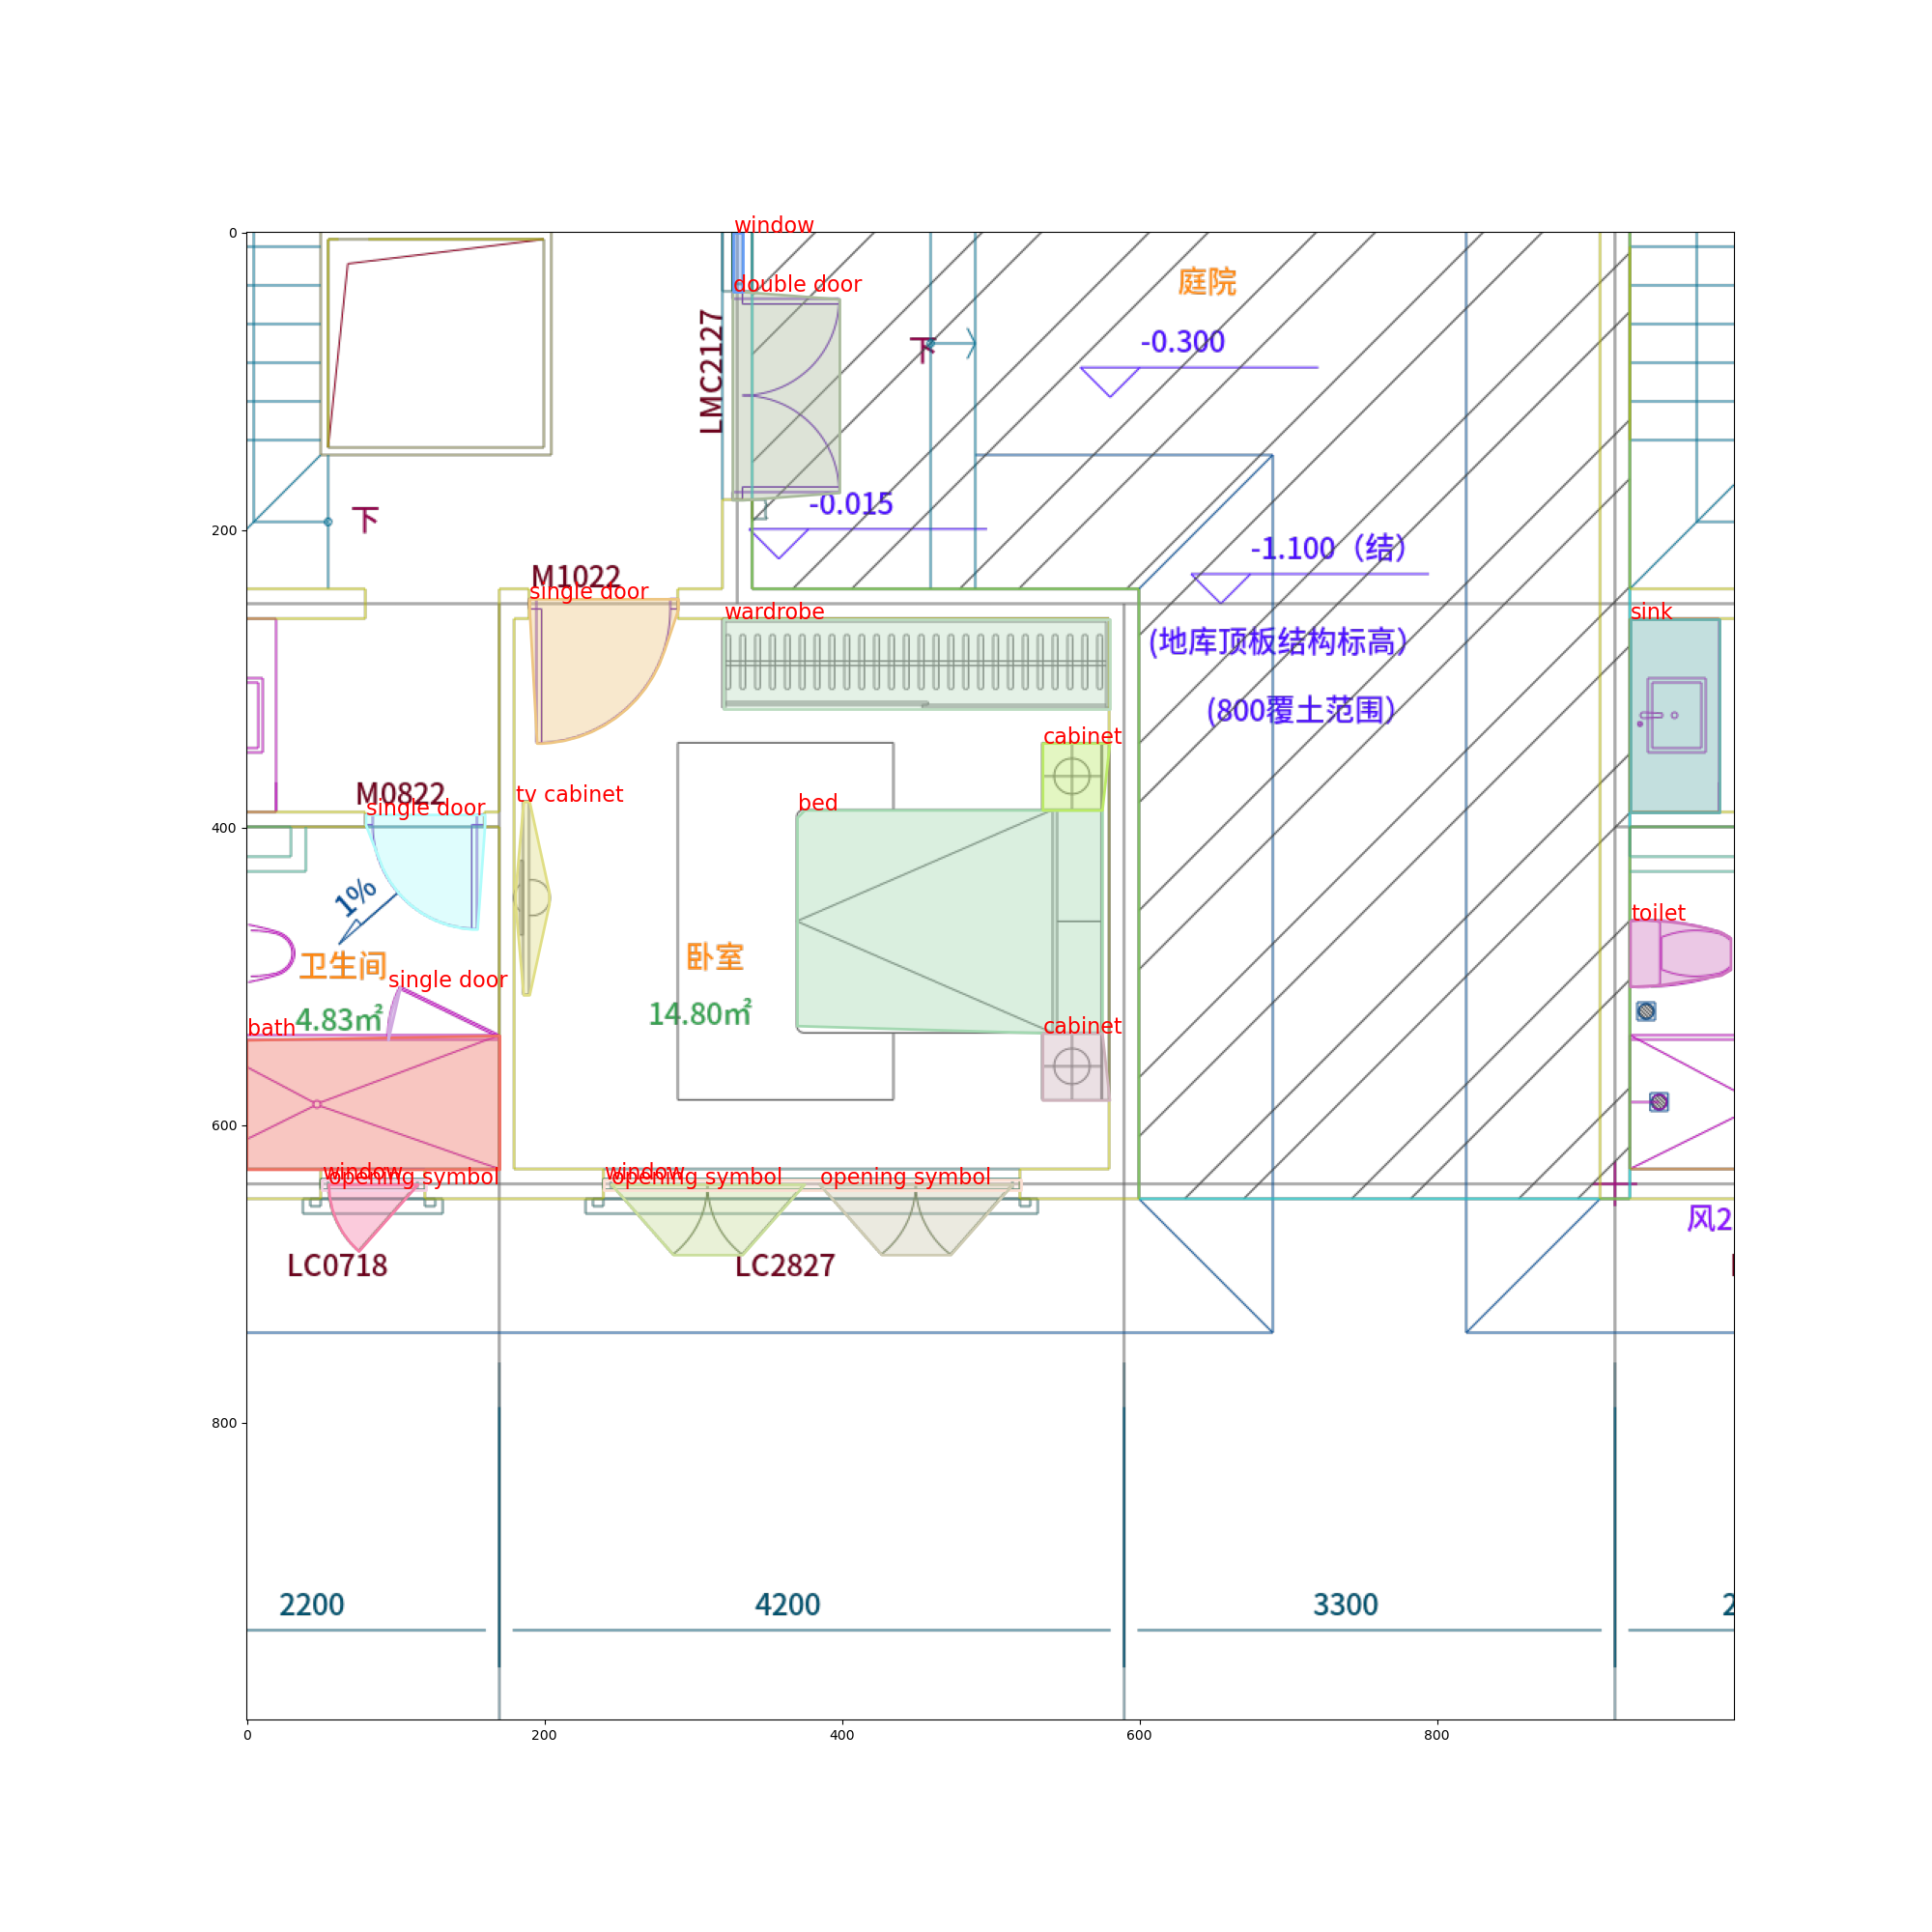 window
0
double door
庭院
LMC2127
-0.300
下
-0.015
200
下
-1.100（结）
M1022
single door
wardrobe
sink
(地库顶板结构标高）
(800覆土范围）
cabinet
M0822
tv cabinet
single door
bed
400
1%
toilet
卫生间
卧室
single door
4.83㎡
14.80㎡
bath
cabinet
600
window
opening symbol
window
opening symbol
opening symbol
风2
LC0718
LC2827
800
2200
4200
3300
2
0
200
400
600
800